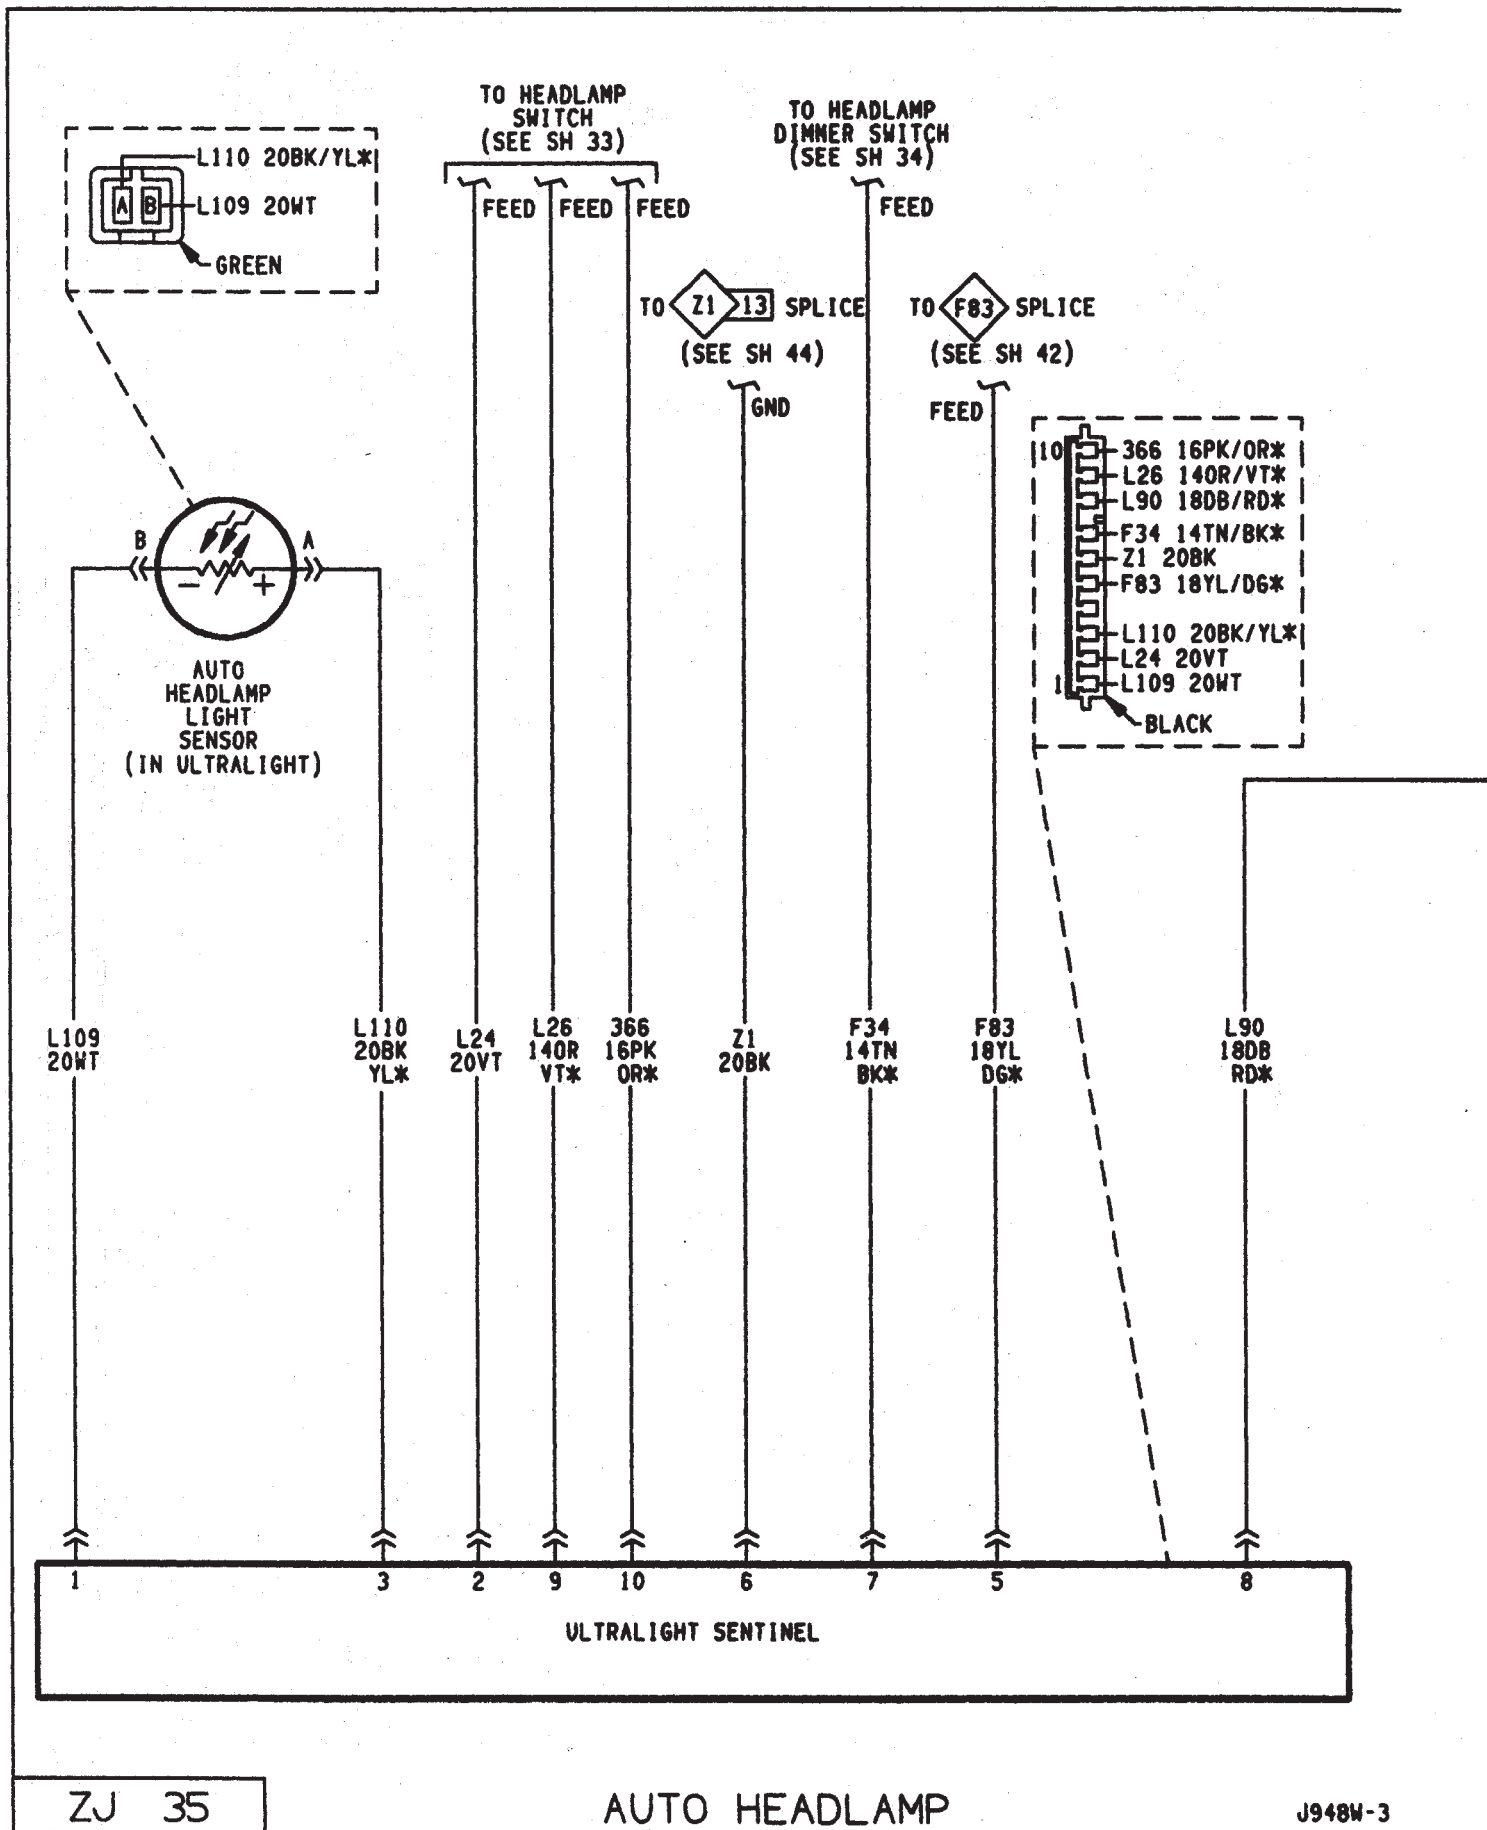 L110 20BK/YL*
A B
L109 20WT
GREEN
TO HEADLAMP
SWITCH
(SEE SH 33)
FEED
FEED
FEED
TO HEADLAMP
DIMMER SWITCH
(SEE SH 34)
FEED
TO Z1 13 SPLICE
(SEE SH 44)
GND
TO F83 SPLICE
(SEE SH 42)
FEED
10
366 16PK/OR*
L26 14OR/VT*
L90 18DB/RD*
F34 14TN/BK*
Z1 20BK
F83 18YL/DG*
L110 20BK/YL*
L24 20VT
1
L109 20WT
BLACK
B
A
- +
AUTO
HEADLAMP
LIGHT
SENSOR
(IN ULTRALIGHT)
L109
20WT
L110
20BK
YL*
L24
20VT
L26
14OR
VT*
366
16PK
OR*
Z1
20BK
F34
14TN
BK*
F83
18YL
DG*
L90
18DB
RD*
1 3 2 9 10 6 7 5 8
ULTRALIGHT SENTINEL
ZJ 35
AUTO HEADLAMP
J948W-3